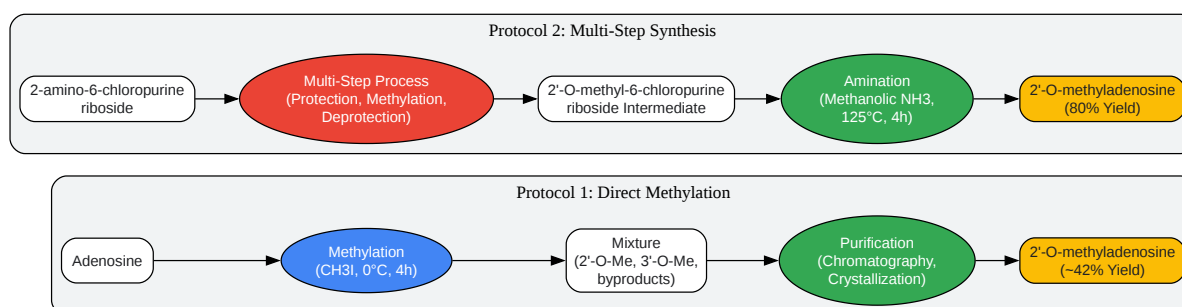 Protocol 2: Multi-Step Synthesis
2-amino-6-chloropurine
riboside
Multi-Step Process
(Protection, Methylation,
Deprotection)
2'-O-methyl-6-chloropurine
riboside Intermediate
Amination
(Methanolic NH3,
125°C, 4h)
2'-O-methyladenosine
(80% Yield)
Protocol 1: Direct Methylation
Adenosine
Methylation
(CH3I, 0°C, 4h)
Mixture
(2'-O-Me, 3'-O-Me,
byproducts)
Purification
(Chromatography,
Crystallization)
2'-O-methyladenosine
(~42% Yield)